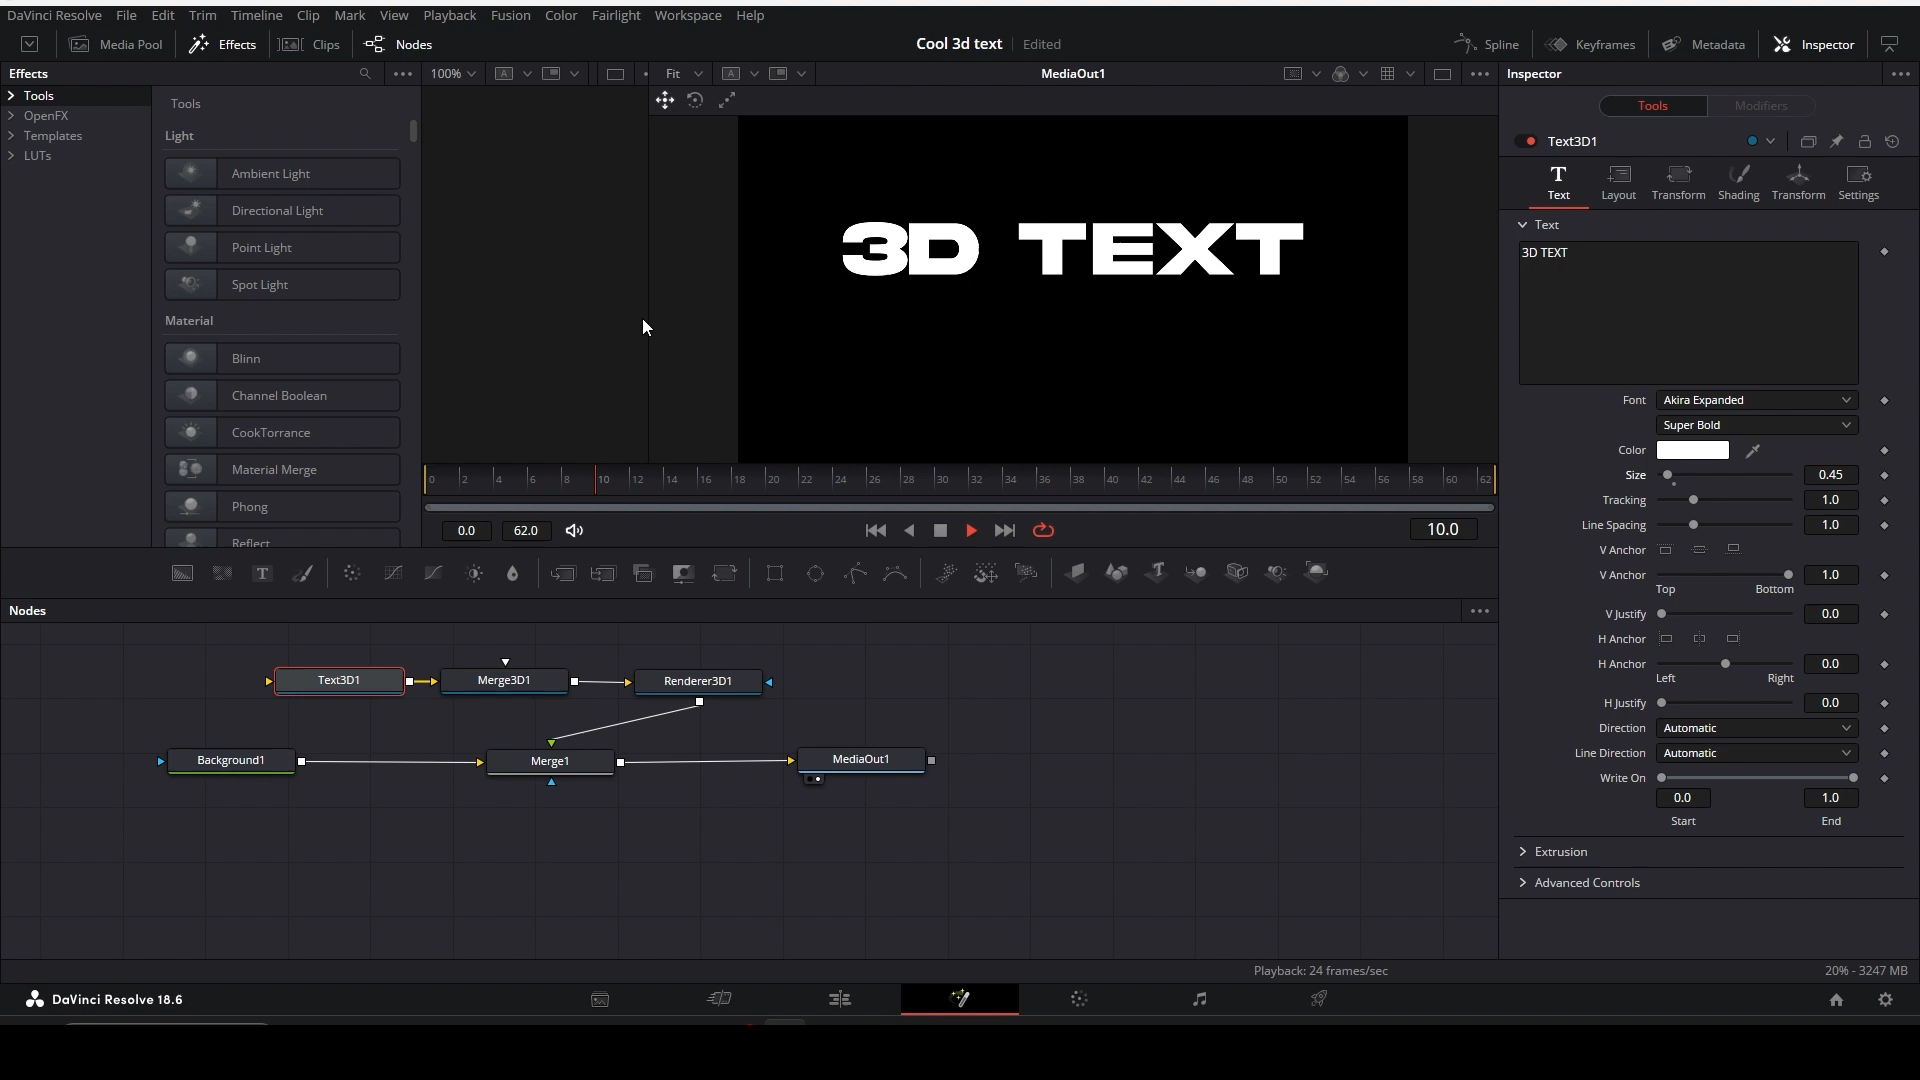 DaVinci Resolve File Edit Trim Timeline Clip Mark View Playback Fusion Color Fairlight Workspace Help
Media Pool Effects Clips Nodes Cool 3d text Edited Spline Keyframes Metadata Inspector
Effects 100% A Fit A MediaOut1 Inspector
Tools
OpenFX
Templates
LUTs
Tools
Light
Ambient Light
Directional Light
Point Light
Spot Light
Material
Blinn
Channel Boolean
CookTorrance
Material Merge
Phong
Reflect
3D TEXT
0 2 4 6 8 10 12 14 16 18 20 22 24 26 28 30 32 34 36 38 40 42 44 46 48 50 52 54 56 58 60 62
0.0 62.0 10.0
T
Nodes
Text3D1 Merge3D1 Renderer3D1
Background1 Merge1 MediaOut1
Tools Modifiers
Text3D1
T
Text Layout Transform Shading Transform Settings
Text
3D TEXT
Font Akira Expanded
Super Bold
Color
Size 0.45
Tracking 1.0
Line Spacing 1.0
V Anchor
V Anchor 1.0
Top Bottom
V Justify 0.0
H Anchor
H Anchor 0.0
Left Right
H Justify 0.0
Direction Automatic
Line Direction Automatic
Write On
0.0 1.0
Start End
Extrusion
Advanced Controls
Playback: 24 frames/sec 20% - 3247 MB
DaVinci Resolve 18.6